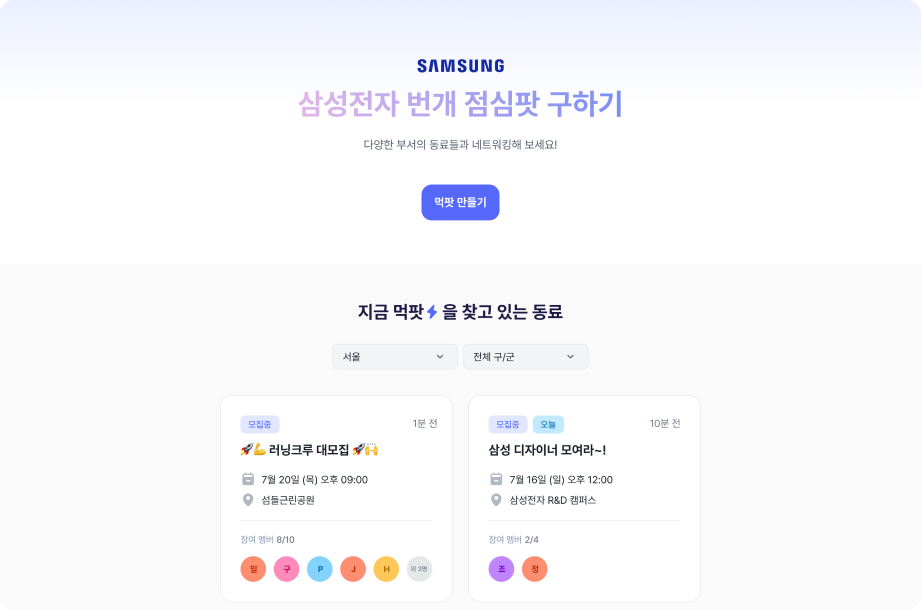 SAMSUNG
삼성전자 번개 점심팟 구하기
다양한 부서의 동료들과 네트워킹해 보세요!
먹팟 만들기
지금 먹팟⚡을 찾고 있는 동료
서울
전체 구/군
모집중
1분 전
🚀💪 러닝크루 대모집 🚀🙌
7월 20일 (목) 오후 09:00
섬들근린공원
참여 멤버 8/10
구
P
J
H
외 3명
모집중 오늘
10분 전
삼성 디자이너 모여라~!
7월 16일 (일) 오후 12:00
삼성전자 R&D 캠퍼스
참여 멤버 2/4
조
정